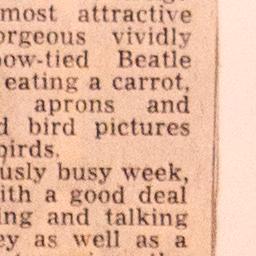 most attractive
orgeous vividly
bow-tied Beatle
eating a carrot,
aprons and
d bird pictures
birds.
usly busy week,
ith a good deal
ing and talking
ey as well as a